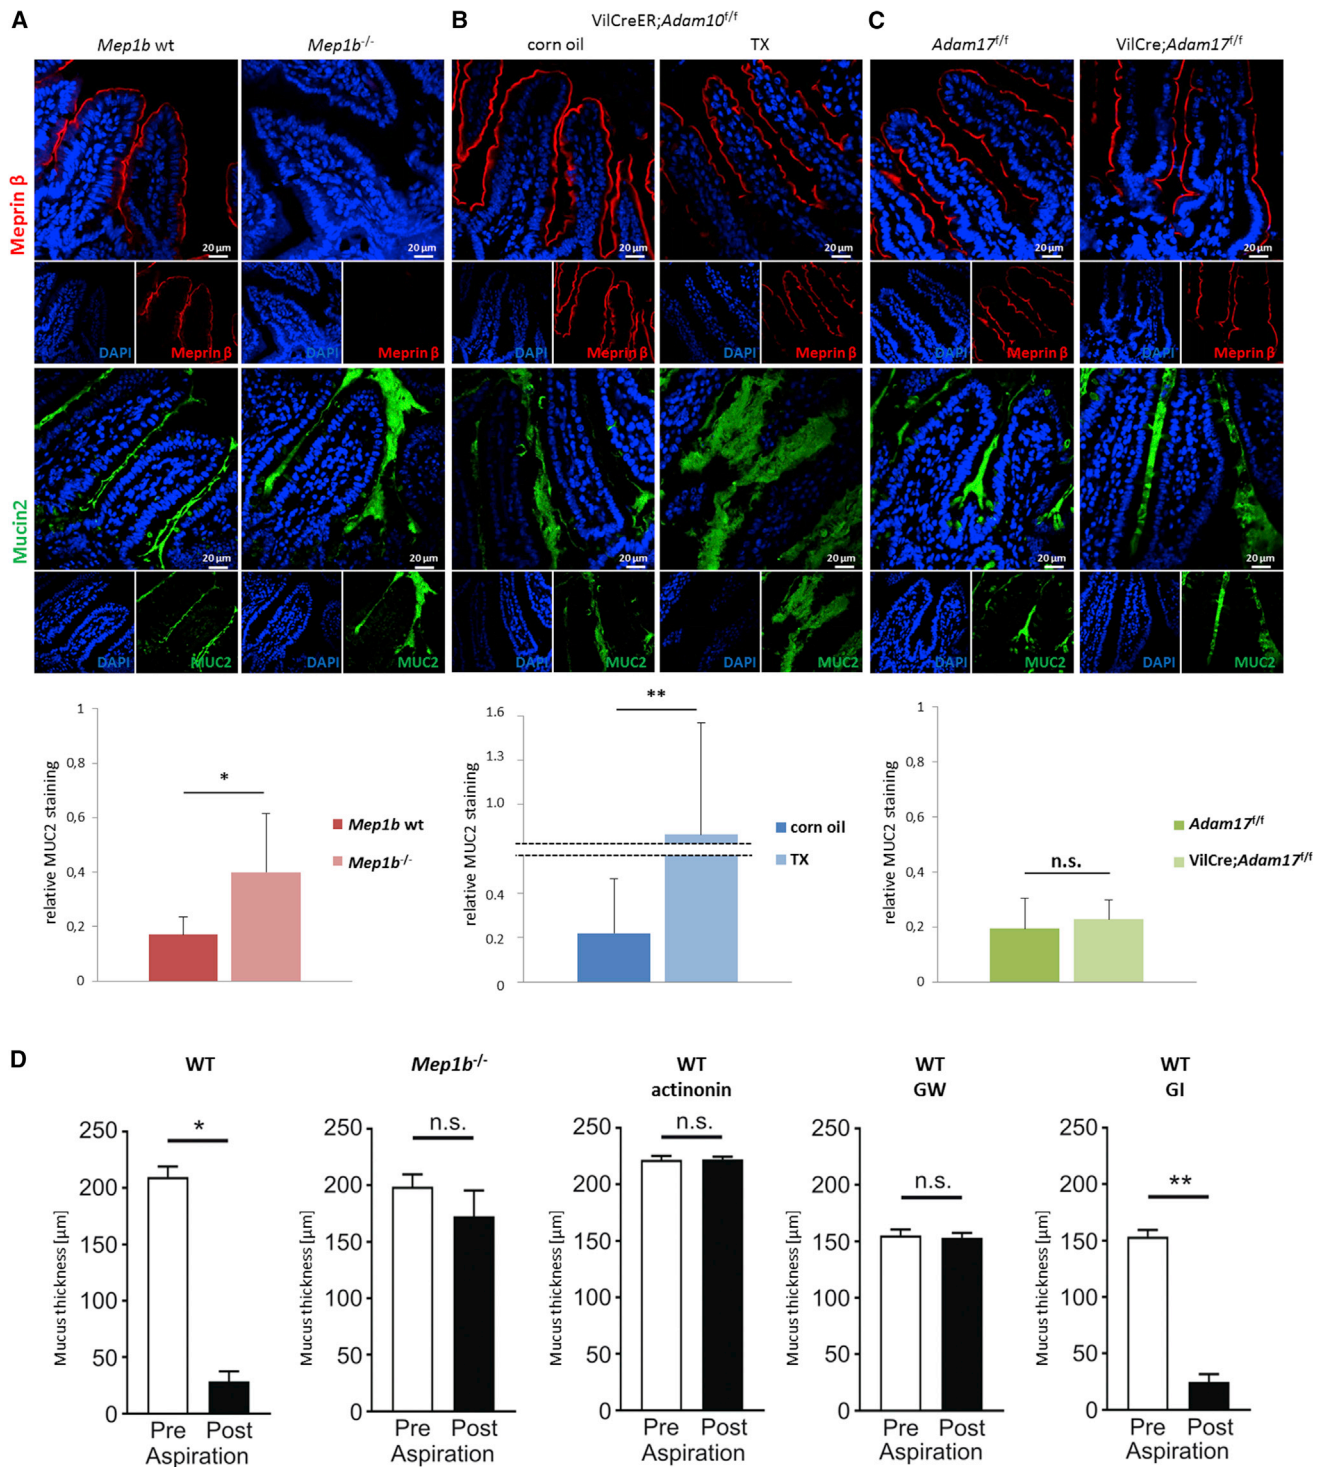 A
B
VilCreER;Adam10f/f
C
Mep1b wt
Mep1b-/-
corn oil
TX
Adam17f/f
VilCre;Adam17f/f
Meprin β
20 µm
20 µm
20 µm
20 µm
20 µm
20 µm
DAPI
Meprin β
DAPI
Meprin β
DAPI
Meprin β
DAPI
Meprin β
DAPI
Meprin β
DAPI
Meprin β
Mucin2
20 µm
20 µm
20 µm
20 µm
20 µm
20 µm
DAPI
MUC2
DAPI
MUC2
DAPI
MUC2
DAPI
MUC2
DAPI
MUC2
DAPI
MUC2
relative MUC2 staining
1
0,8
0,6
0,4
0,2
0
*
Mep1b wt
Mep1b-/-
relative MUC2 staining
1.6
1.3
1.0
0.4
0.2
0
**
corn oil
TX
relative MUC2 staining
1
0,8
0,6
0,4
0,2
0
n.s.
Adam17f/f
VilCre;Adam17f/f
D
WT
Mucus thickness [µm]
250
200
150
100
50
0
*
Pre Post
Aspiration
Mep1b-/-
Mucus thickness [µm]
250
200
150
100
50
0
n.s.
Pre Post
Aspiration
WT
actinonin
Mucus thickness [µm]
250
200
150
100
50
0
n.s.
Pre Post
Aspiration
WT
GW
Mucus thickness [µm]
250
200
150
100
50
0
n.s.
Pre Post
Aspiration
WT
GI
Mucus thickness [µm]
250
200
150
100
50
0
**
Pre Post
Aspiration